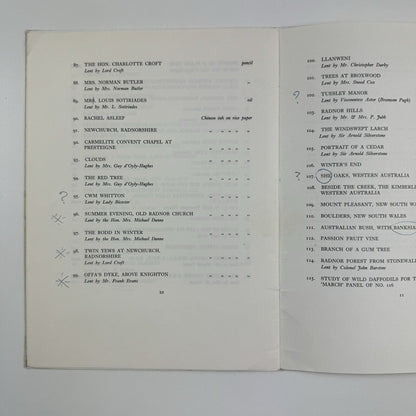 87. THE HON. CHARLOTTE CROFT pencil
Lent by Lord Croft
88. MRS. NORMAN BUTLER "
Lent by Mrs. Norman Butler
89. MRS. LOUIS SOTIRIADES oil
Lent by Mr. L. Sotiriades
90. RACHEL ASLEEP Chinese ink on rice paper
91. NEWCHURCH, RADNORSHIRE " " " " "
92. CARMELITE CONVENT CHAPEL AT
PRESTEIGNE " " " " "
93. CLOUDS " " " " "
Lent by Mrs. Guy d'Oyly-Hughes
94. THE RED TREE " " " " "
Lent by Mrs. Guy d'Oyly-Hughes
? 95. CWM WHITTON " " " " "
Lent by Lady Bicester
96. SUMMER EVENING, OLD RADNOR CHURCH " " " " "
Lent by the Hon. Mrs. Michael Dunne
97. THE RODD IN WINTER " " " " "
Lent by the Hon. Mrs. Michael Dunne
98. TWIN YEWS AT NEWCHURCH,
RADNORSHIRE " " " " "
Lent by Lord Croft
99. OFFA'S DYKE, ABOVE KNIGHTON " " " " "
Lent by Mr. Frank Evans
20
100. LLANWENI
Lent by Mr. Christopher Darby
101. TREES AT BROXWOOD
Lent by Mrs. Snead Cox
? 102. TUSHLEY MANOR
Lent by Viscountess Astor (Bronwen Pugh)
103. RADNOR HILLS
Lent by Mr. & Mrs. P. Jubb
104. THE WINDSWEPT LARCH
Lent by Sir Arnold Silverstone
105. PORTRAIT OF A CEDAR
Lent by Sir Arnold Silverstone
106. WINTER'S END
? 107. SHE OAKS, WESTERN AUSTRALIA
108. BESIDE THE CREEK, THE KIMBERLE
WESTERN AUSTRALIA
109. MOUNT PLEASANT, NEW SOUTH W
110. BOULDERS, NEW SOUTH WALES
111. AUSTRALIAN BUSH, WITH BANKSIA
112. PASSION FRUIT VINE
113. BRANCH OF A GUM TREE
114. RADNOR FOREST FROM STONEWAL
Lent by Colonel John Barstow
115. STUDY OF WILD DAFFODILS FOR T
'MARCH' PANEL OF NO. 116
21